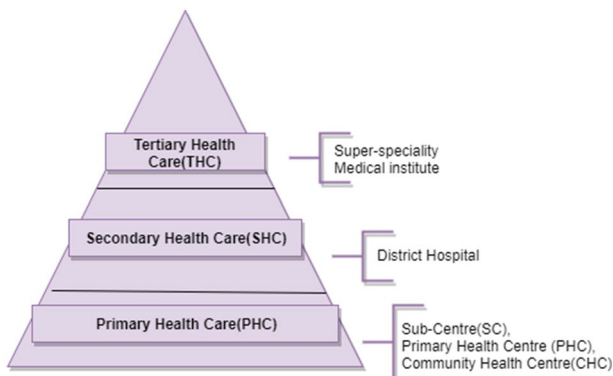 Tertiary Health
Care(THC)
Super-speciality
Medical institute
Secondary Health Care(SHC)
District Hospital
Primary Health Care(PHC)
Sub-Centre(SC),
Primary Health Centre (PHC),
Community Health Centre(CHC)